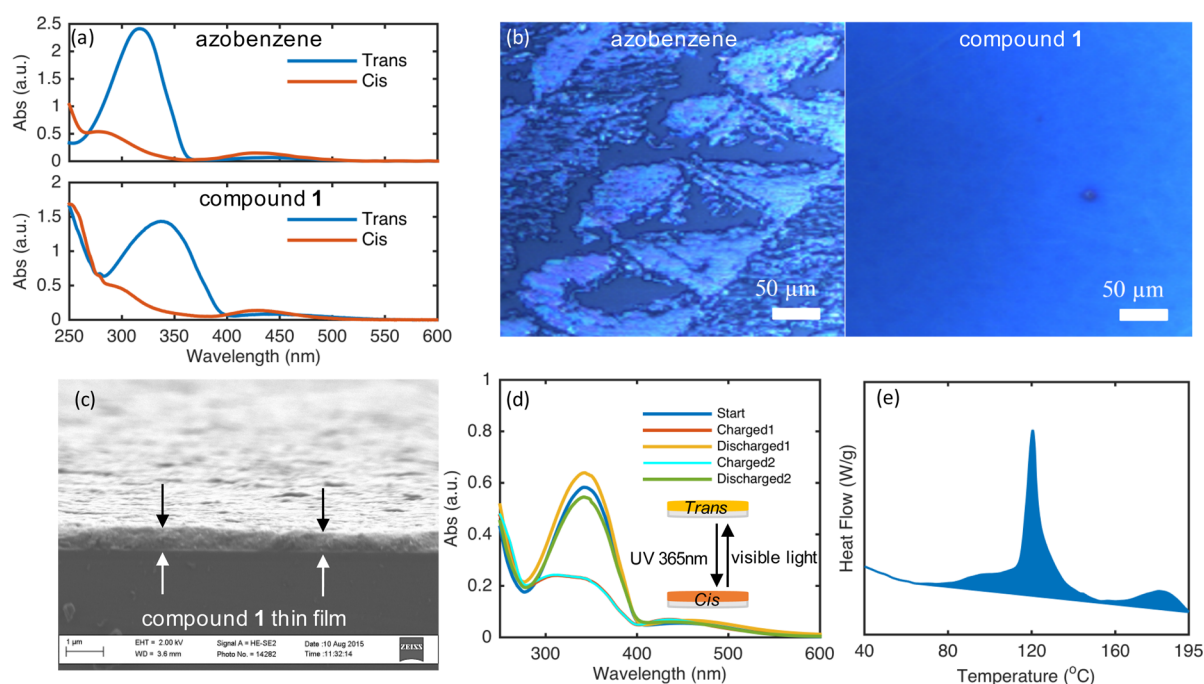 (a)
azobenzene
2.5
2
1.5
1
0.5
0
Abs (a.u.)
Trans
Cis
compound 1
2
1.5
1
0.5
0
Abs (a.u.)
Trans
Cis
250 300 350 400 450 500 550 600
Wavelength (nm)
(b)
azobenzene
50 µm
compound 1
50 µm
(c)
compound 1 thin film
1 µm
EHT = 2.00 kV
WD = 3.6 mm
Signal A = HE-SE2
Photo No. = 14282
Date :10 Aug 2015
Time :11:32:14
ZEISS
(d)
1
0.8
0.6
0.4
0.2
0
Abs (a.u.)
Start
Charged1
Discharged1
Charged2
Discharged2
Trans
UV 365nm
visible light
Cis
300 400 500 600
Wavelength (nm)
(e)
Heat Flow (W/g)
40 80 120 160 195
Temperature (°C)